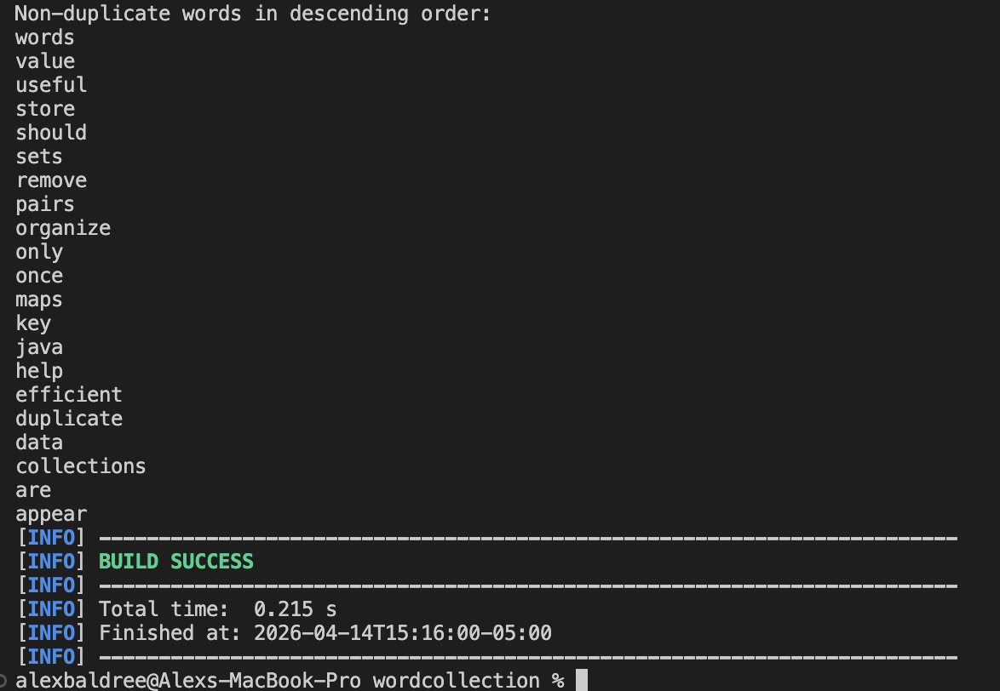 Non-duplicate words in descending order:
words
value
useful
store
should
sets
remove
pairs
organize
only
once
maps
key
java
help
efficient
duplicate
data
collections
are
appear
[INFO] ------------------------------------------------------------------------
[INFO] BUILD SUCCESS
[INFO] ------------------------------------------------------------------------
[INFO] Total time:  0.215 s
[INFO] Finished at: 2026-04-14T15:16:00-05:00
[INFO] ------------------------------------------------------------------------
alexbaldree@Alexs-MacBook-Pro wordcollection %